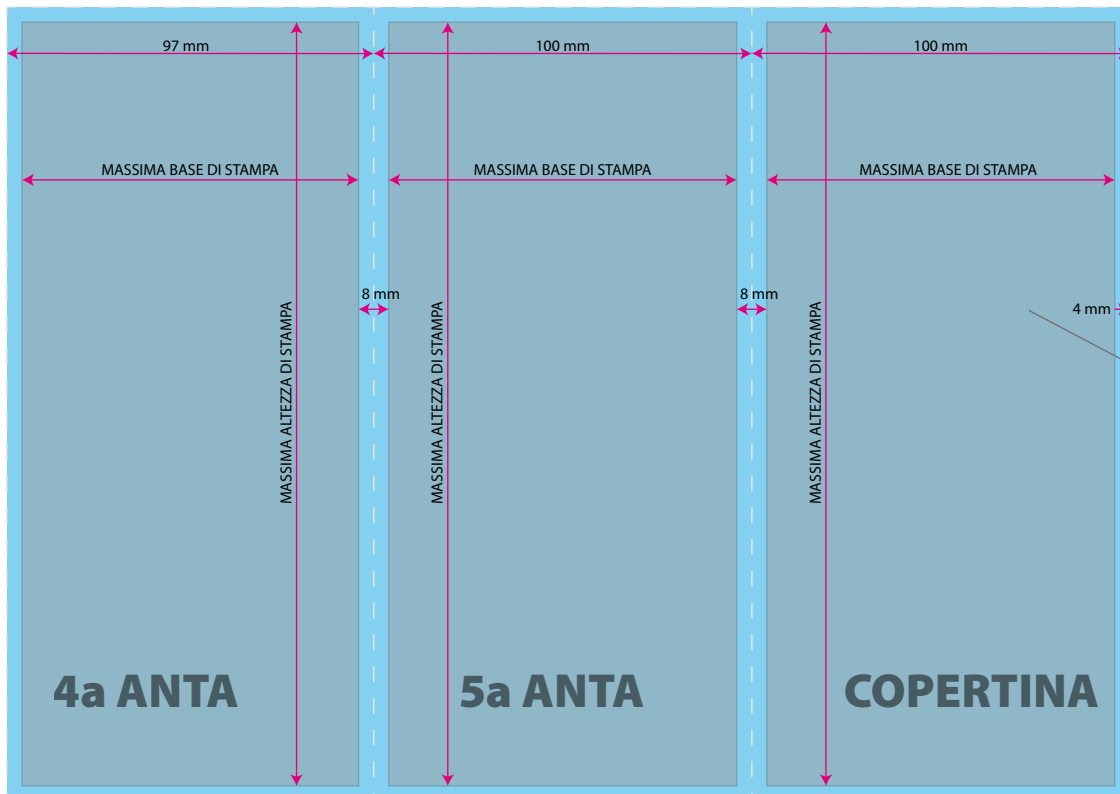 97 mm
100 mm
100 mm
MASSIMA BASE DI STAMPA
MASSIMA BASE DI STAMPA
MASSIMA BASE DI STAMPA
8 mm
8 mm
4 mm
MASSIMA ALTEZZA DI STAMPA
MASSIMA ALTEZZA DI STAMPA
MASSIMA ALTEZZA DI STAMPA
4a ANTA
5a ANTA
COPERTINA